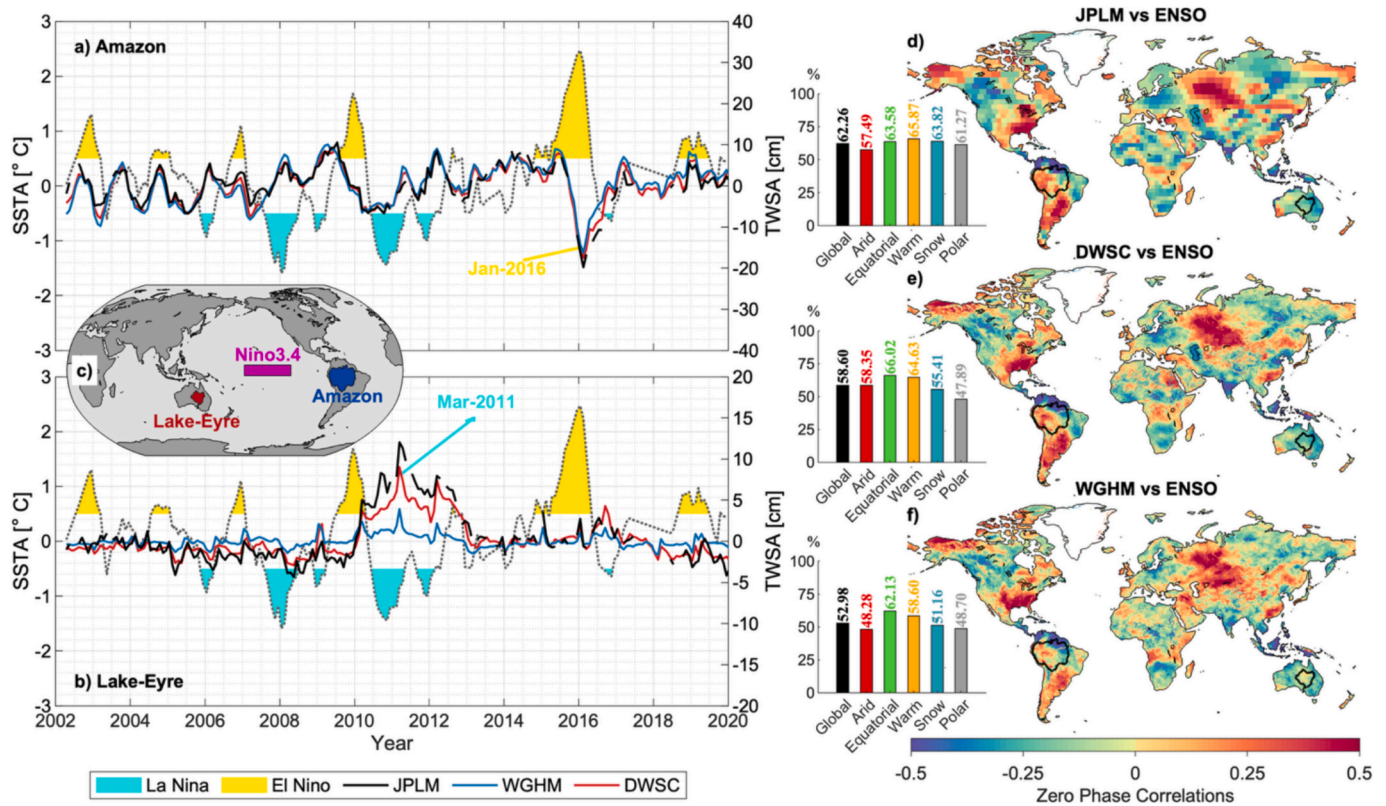 a) Amazon
SSTA [° C]
3
2
1
0
-1
-2
-3
TWSA [cm]
40
30
20
10
0
-10
-20
-30
-40
Jan-2016
c)
Nino3.4
Amazon
Lake-Eyre
b) Lake-Eyre
SSTA [° C]
3
2
1
0
-1
-2
-3
TWSA [cm]
20
15
10
5
0
-5
-10
-15
-20
Mar-2011
2002 2004 2006 2008 2010 2012 2014 2016 2018 2020
Year
La Nina El Nino JPLM WGHM DWSC
JPLM vs ENSO
d)
%
100
75
50
25
0
62.26 57.49 63.58 65.87 63.82 61.27
Global Arid Equatorial Warm Snow Polar
DWSC vs ENSO
e)
%
100
75
50
25
0
58.60 58.35 66.02 64.63 55.41 47.89
Global Arid Equatorial Warm Snow Polar
WGHM vs ENSO
f)
%
100
75
50
25
0
52.98 48.28 62.13 58.60 51.16 48.70
Global Arid Equatorial Warm Snow Polar
-0.5 -0.25 0 0.25 0.5
Zero Phase Correlations